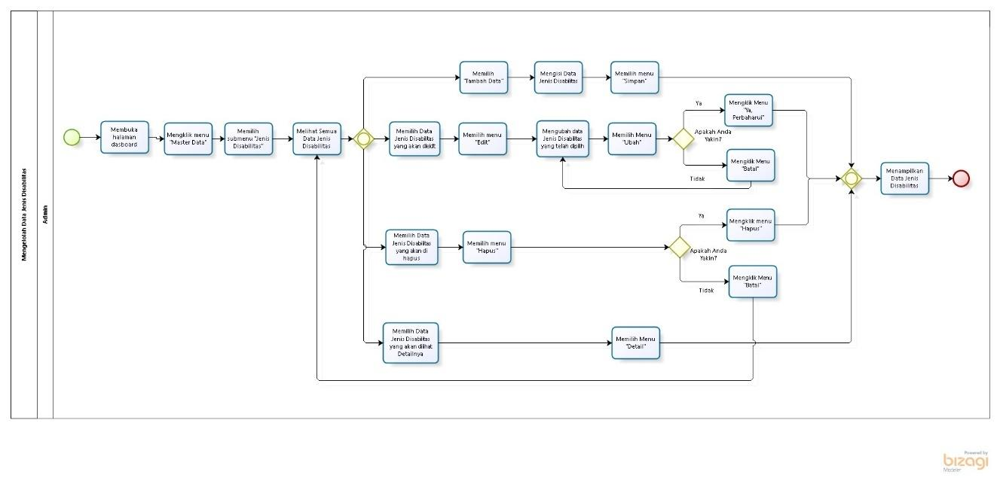 Mengelolah Data Jenis Disabilitas
Admin
Membuka
halaman
dasboard
Mengklik menu
"Master Data"
Memilih
submenu "Jenis
Disabilitas"
Melihat Semua
Data Jenis
Disabilitas
Memilih
"Tambah Data"
Mengisi Data
Jenis Disabilitas
Memilih menu
"Simpan"
Memilih Data
Jenis Disabilitas
yang akan dieidt
Memilih menu
"Edit"
Mengubah data
Jenis Disabilitas
yang telah dipilih
Memilih Menu
"Ubah"
Apakah Anda
Yakin?
Ya
Mengklik Menu
"Ya,
Perbaharui"
Tidak
Mengklik Menu
"Batal"
Memilih Data
Jenis Disabilitas
yang akan di
hapus
Memilih menu
"Hapus"
Apakah Anda
Yakin?
Ya
Mengklik menu
"Hapus"
Tidak
Mengklik Menu
"Batal"
Memilih Data
Jenis Disabilitas
yang akan dilihat
Detailnya
Memilih Menu
"Detail"
Menampilkan
Data Jenis
Disabilitas
Powered by
bizagi
Modeler